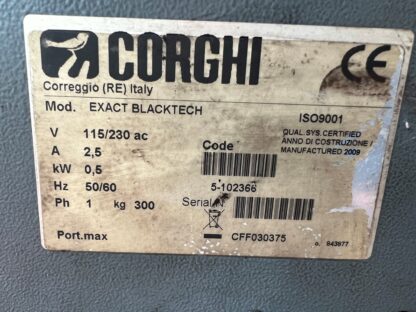 CORGHI
CE
Correggio (RE) Italy
Mod. EXACT BLACKTECH
ISO9001
QUAL. SYS. CERTIFIED
ANNO DI COSTRUZIONE /
MANUFACTURED 2009
V 115/230 ac
A 2,5
kW 0,5
Hz 50/60
Ph 1 kg 300
Code
5-102366
Serial N
CFF030375
Port.max
o. 943977